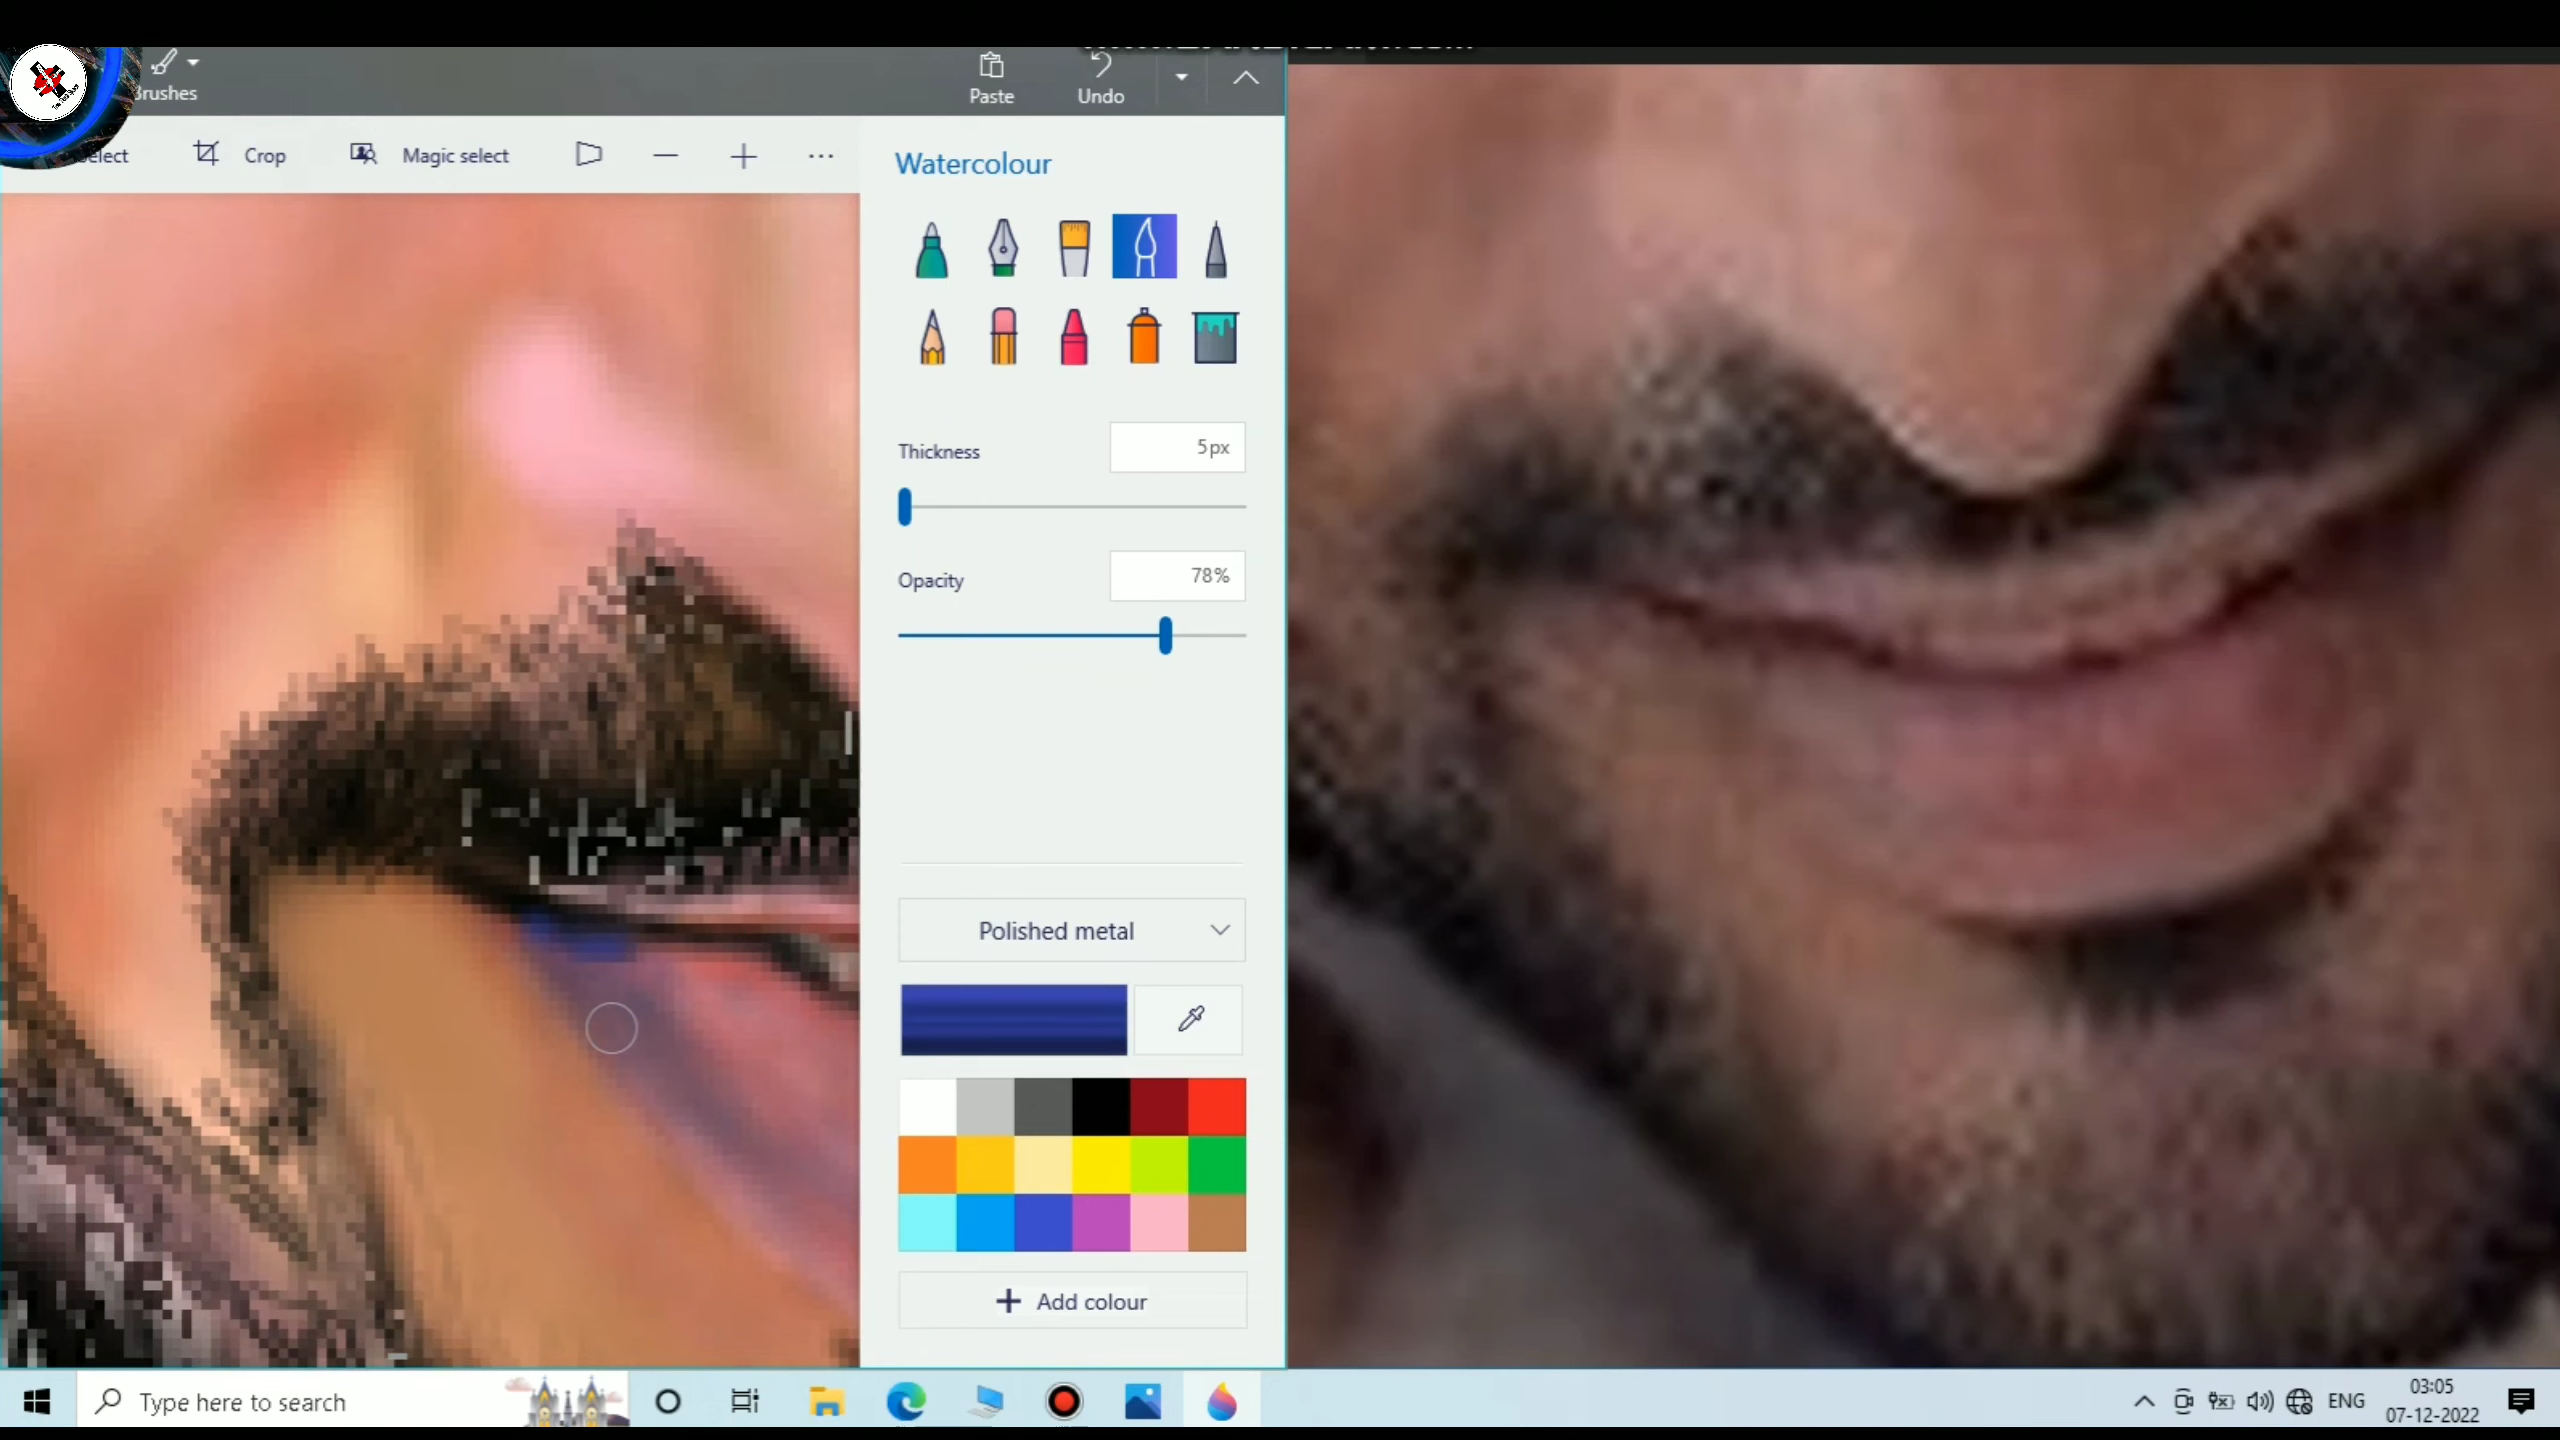 Brushes
Paste
Undo
Select
Crop
Magic select
Watercolour
Thickness
5px
Opacity
78%
Polished metal
Add colour
Type here to search
ENG
03:05
07-12-2022